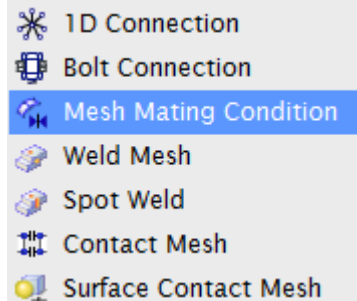 1D Connection
Bolt Connection
Mesh Mating Condition
Weld Mesh
Spot Weld
Contact Mesh
Surface Contact Mesh